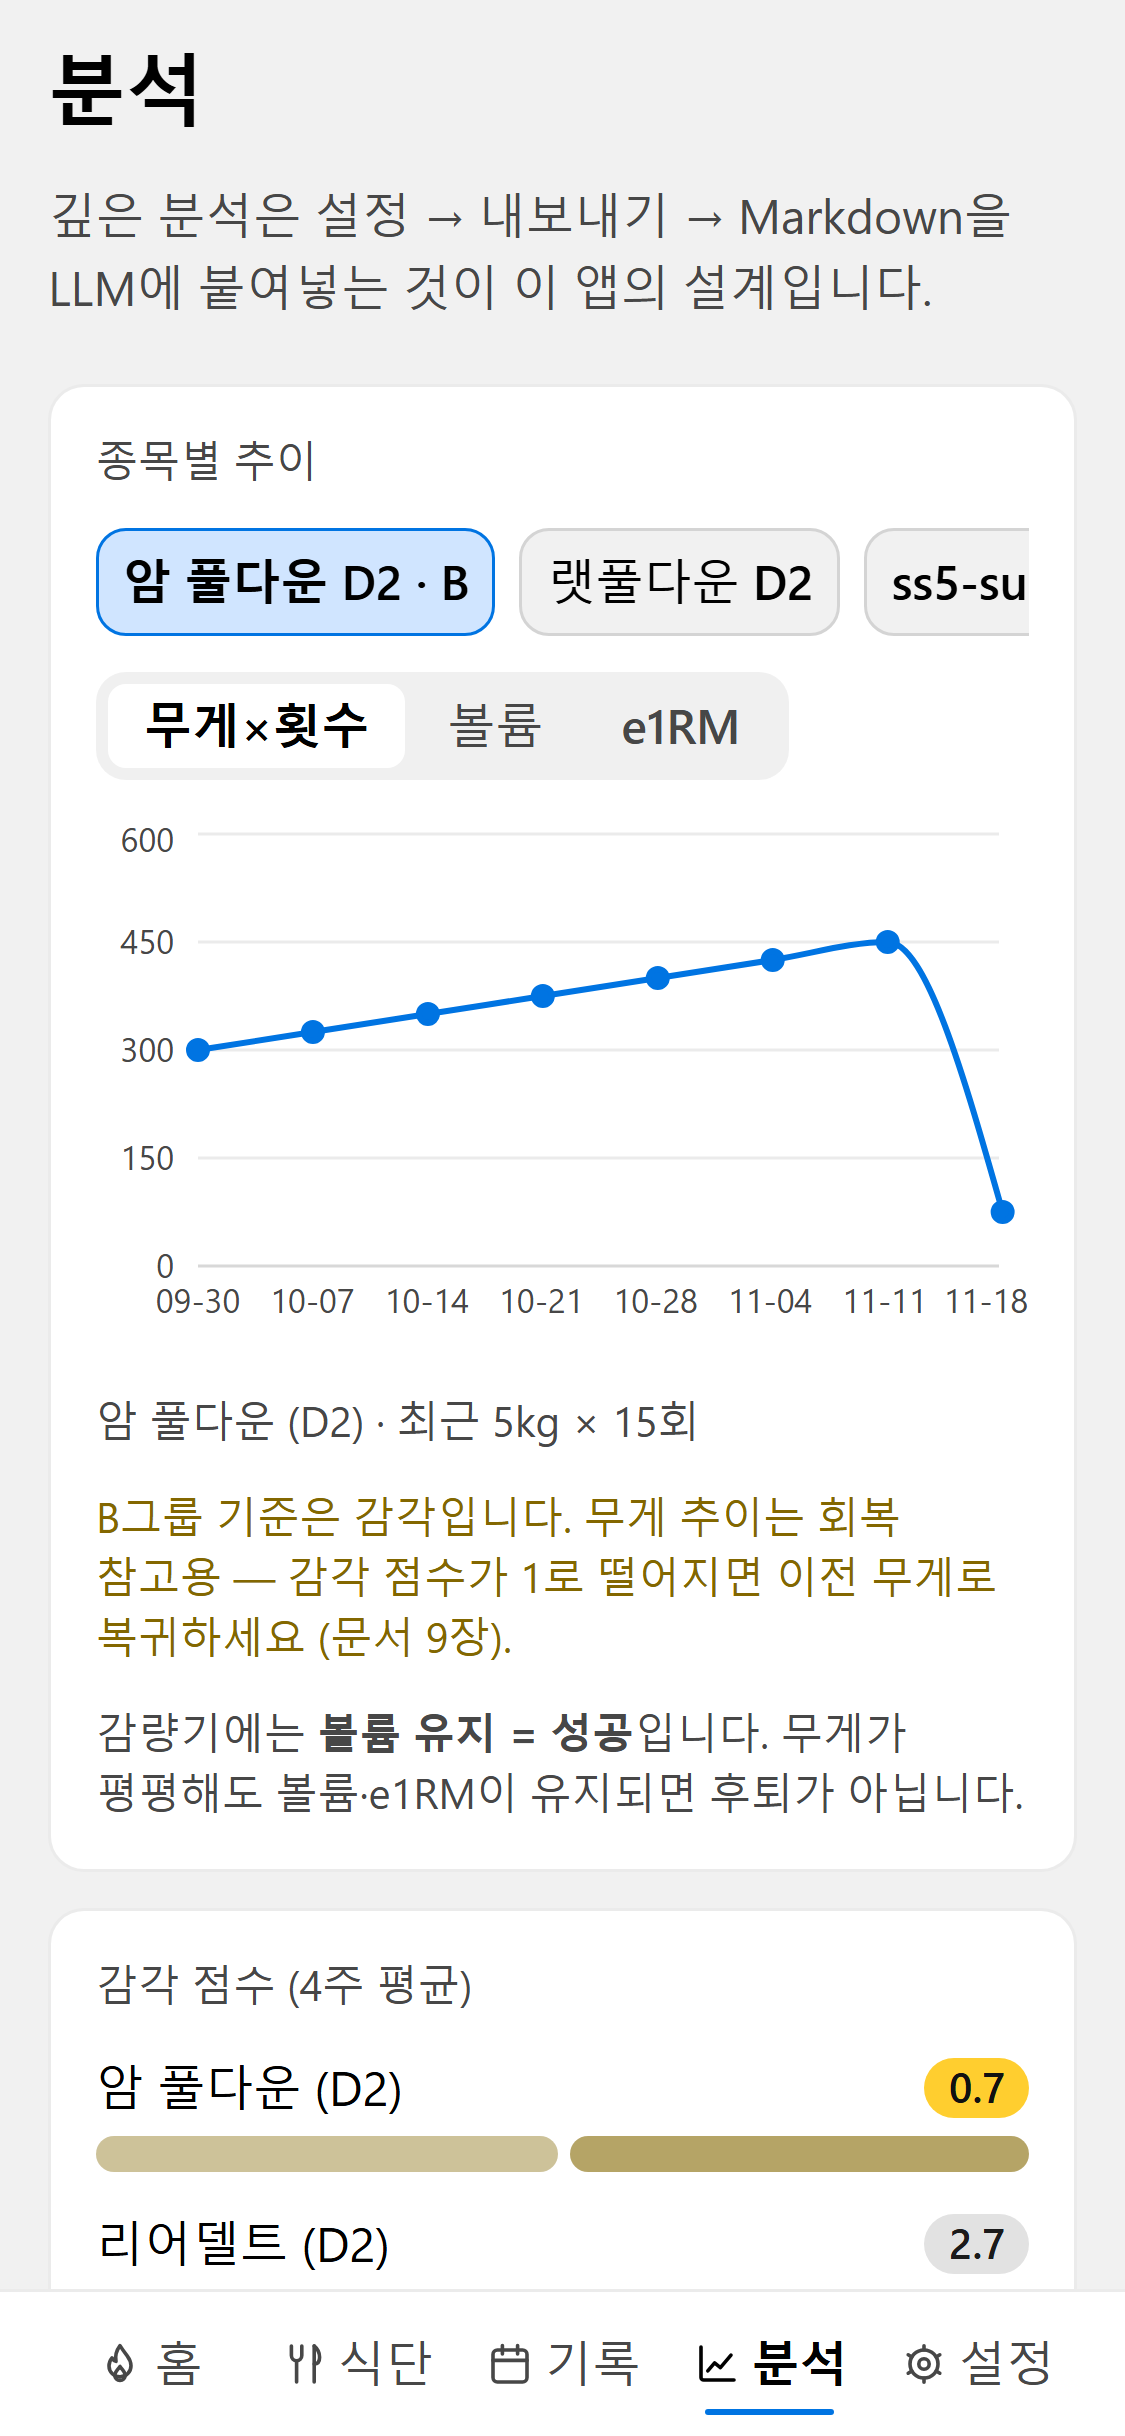 분석
깊은 분석은 설정 → 내보내기 → Markdown을
LLM에 붙여넣는 것이 이 앱의 설계입니다.
종목별 추이
암 풀다운 D2 · B
랫풀다운 D2
ss5-su
무게×횟수
볼륨
e1RM
600
450
300
150
0
09-30 10-07 10-14 10-21 10-28 11-04 11-11 11-18
암 풀다운 (D2) · 최근 5kg × 15회
B그룹 기준은 감각입니다. 무게 추이는 회복
참고용 — 감각 점수가 1로 떨어지면 이전 무게로
복귀하세요 (문서 9장).
감량기에는 볼륨 유지 = 성공입니다. 무게가
평평해도 볼륨·e1RM이 유지되면 후퇴가 아닙니다.
감각 점수 (4주 평균)
암 풀다운 (D2)
0.7
리어델트 (D2)
2.7
홈
식단
기록
분석
설정